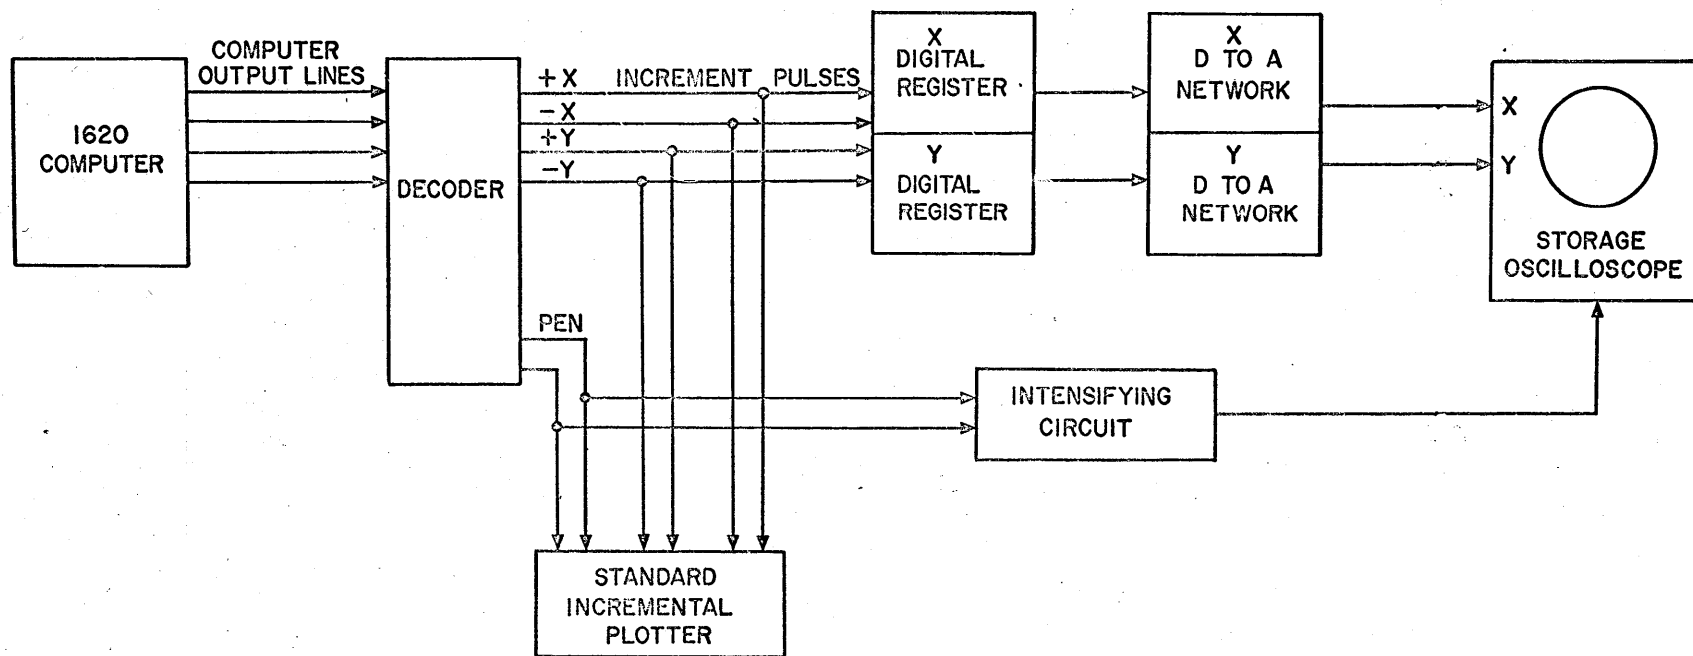 COMPUTER
OUTPUT LINES
1620
COMPUTER
DECODER
+X INCREMENT PULSES
-X
+Y
-Y
PEN
X
DIGITAL
REGISTER
Y
DIGITAL
REGISTER
X
D TO A
NETWORK
Y
D TO A
NETWORK
X
Y
STORAGE
OSCILLOSCOPE
INTENSIFYING
CIRCUIT
STANDARD
INCREMENTAL
PLOTTER